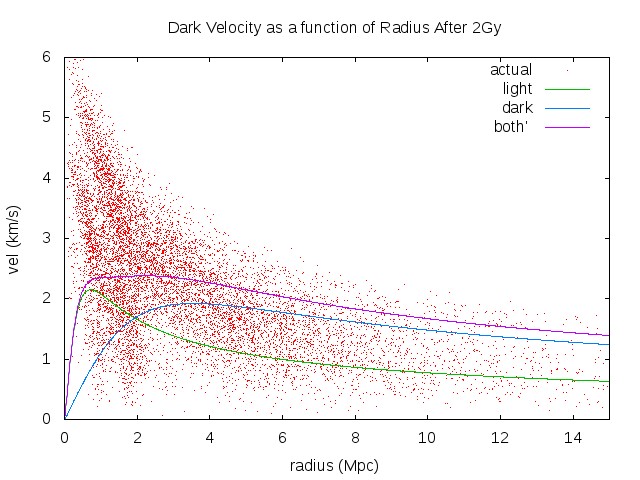 Dark Velocity as a function of Radius After 2Gy
actual
light
dark
both'
6
5
4
3
2
1
0
vel (km/s)
0 2 4 6 8 10 12 14
radius (Mpc)